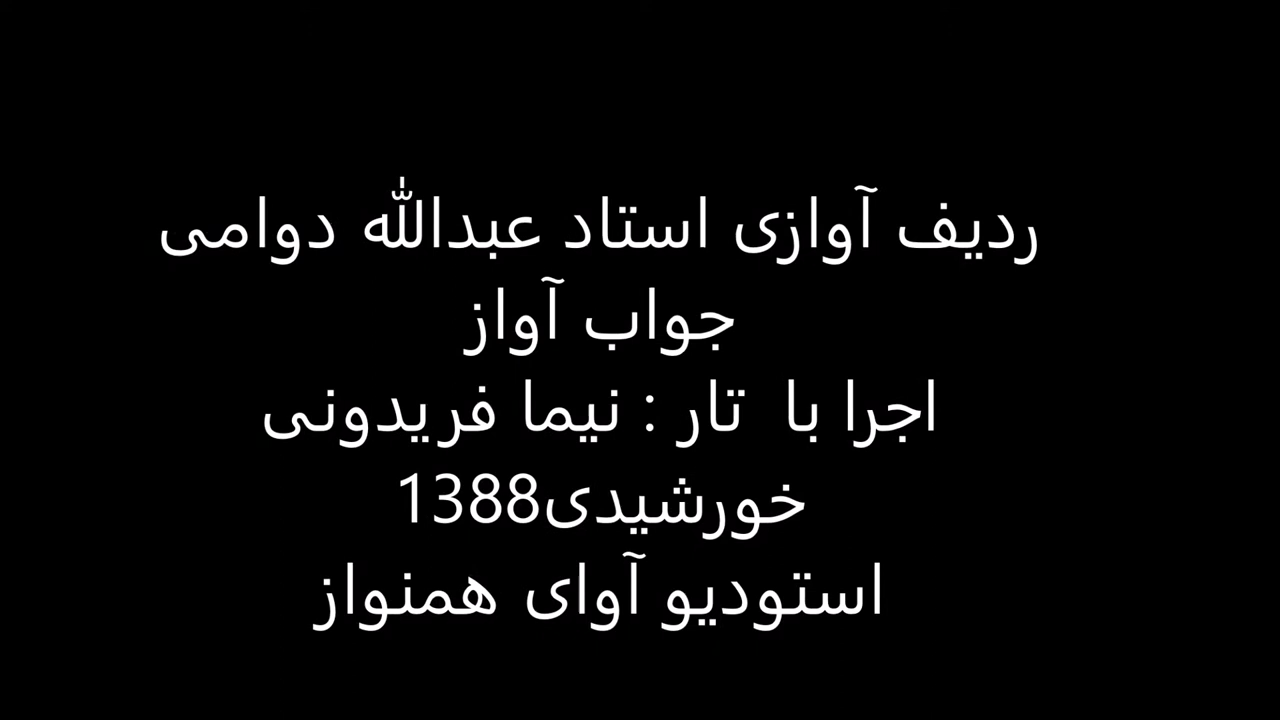 ردیف آوازی استاد عبدالله دوامی
جواب آواز
اجرا با تار : نیما فریدونی
خورشیدی1388
استودیو آوای همنواز